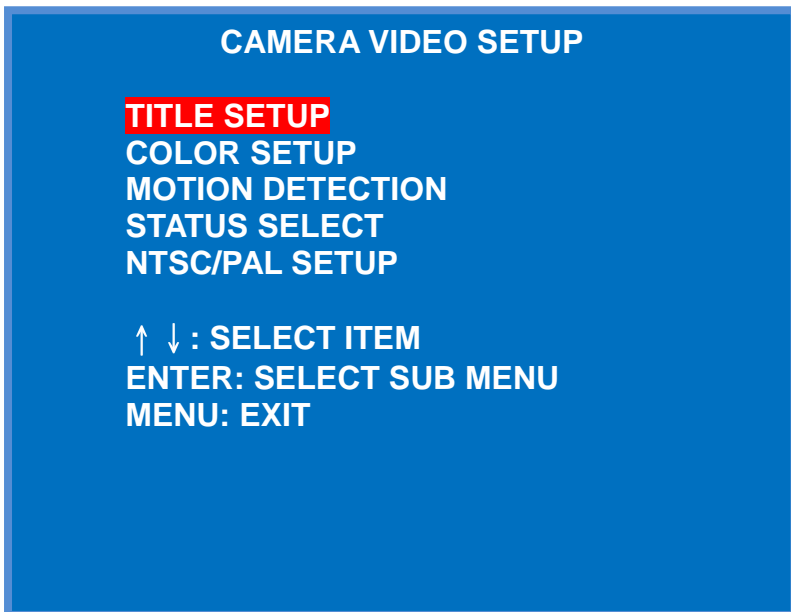 CAMERA VIDEO SETUP
TITLE SETUP
COLOR SETUP
MOTION DETECTION
STATUS SELECT
NTSC/PAL SETUP
↑ ↓ : SELECT ITEM
ENTER: SELECT SUB MENU
MENU: EXIT